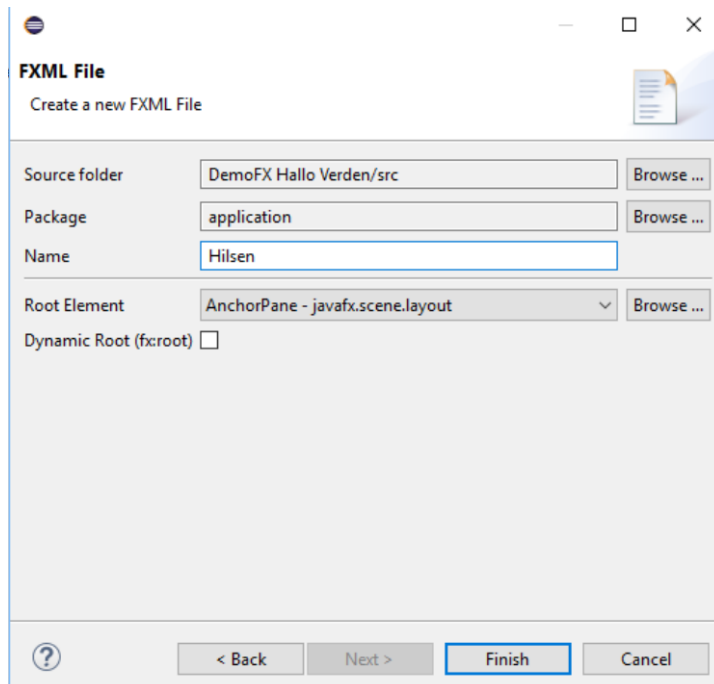 FXML File
Create a new FXML File
Source folder DemoFX Hallo Verden/src Browse ...
Package application Browse ...
Name Hilsen
Root Element AnchorPane - javafx.scene.layout Browse ...
Dynamic Root (fx:root)
? < Back Next > Finish Cancel